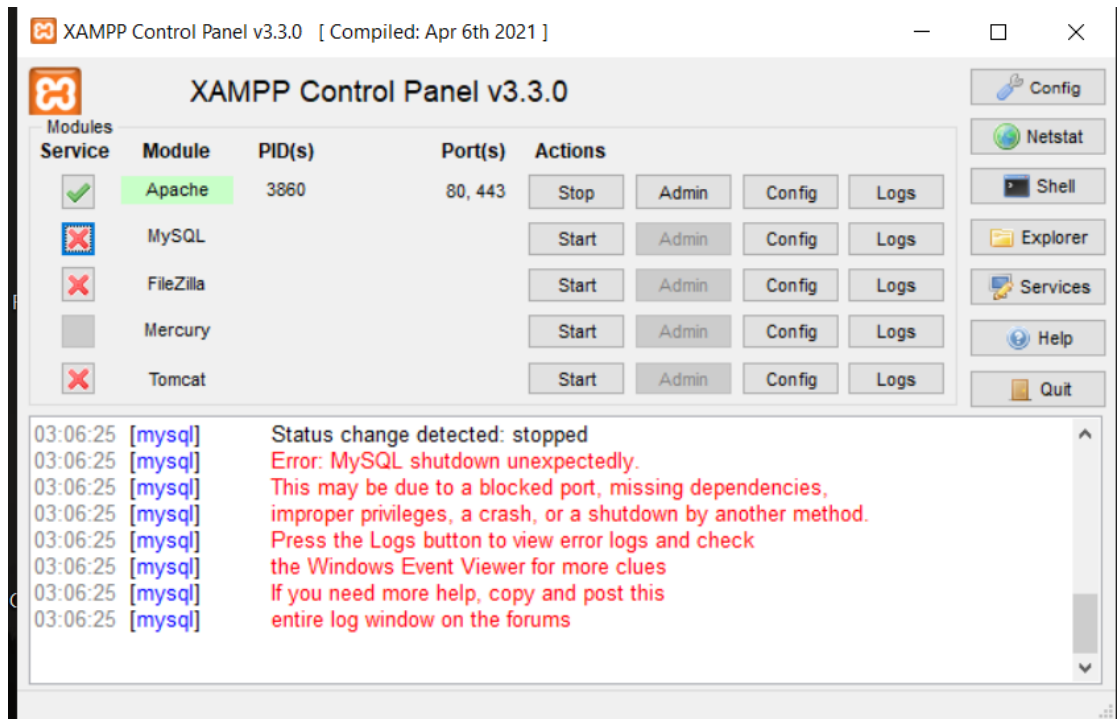 XAMPP Control Panel v3.3.0 [ Compiled: Apr 6th 2021 ]
XAMPP Control Panel v3.3.0
Config
Modules
Service Module PID(s) Port(s) Actions
Netstat
Apache 3860 80, 443 Stop Admin Config Logs
Shell
MySQL Start Admin Config Logs
Explorer
FileZilla Start Admin Config Logs
Services
Mercury Start Admin Config Logs
Help
Tomcat Start Admin Config Logs
Quit
03:06:25 [mysql] Status change detected: stopped
03:06:25 [mysql] Error: MySQL shutdown unexpectedly.
03:06:25 [mysql] This may be due to a blocked port, missing dependencies,
03:06:25 [mysql] improper privileges, a crash, or a shutdown by another method.
03:06:25 [mysql] Press the Logs button to view error logs and check
03:06:25 [mysql] the Windows Event Viewer for more clues
03:06:25 [mysql] If you need more help, copy and post this
03:06:25 [mysql] entire log window on the forums